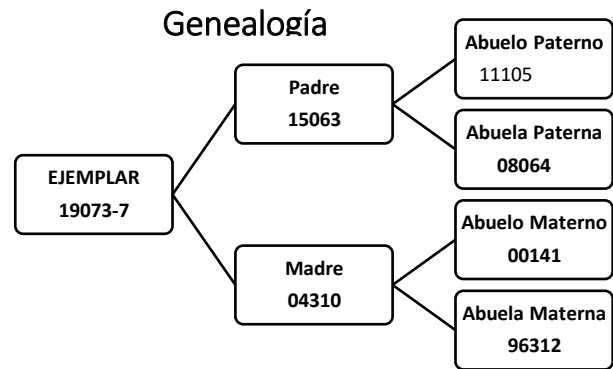 Genealogía
EJEMPLAR
19073-7
Padre
15063
Madre
04310
Abuelo Paterno
11105
Abuela Paterna
08064
Abuelo Materno
00141
Abuela Materna
96312